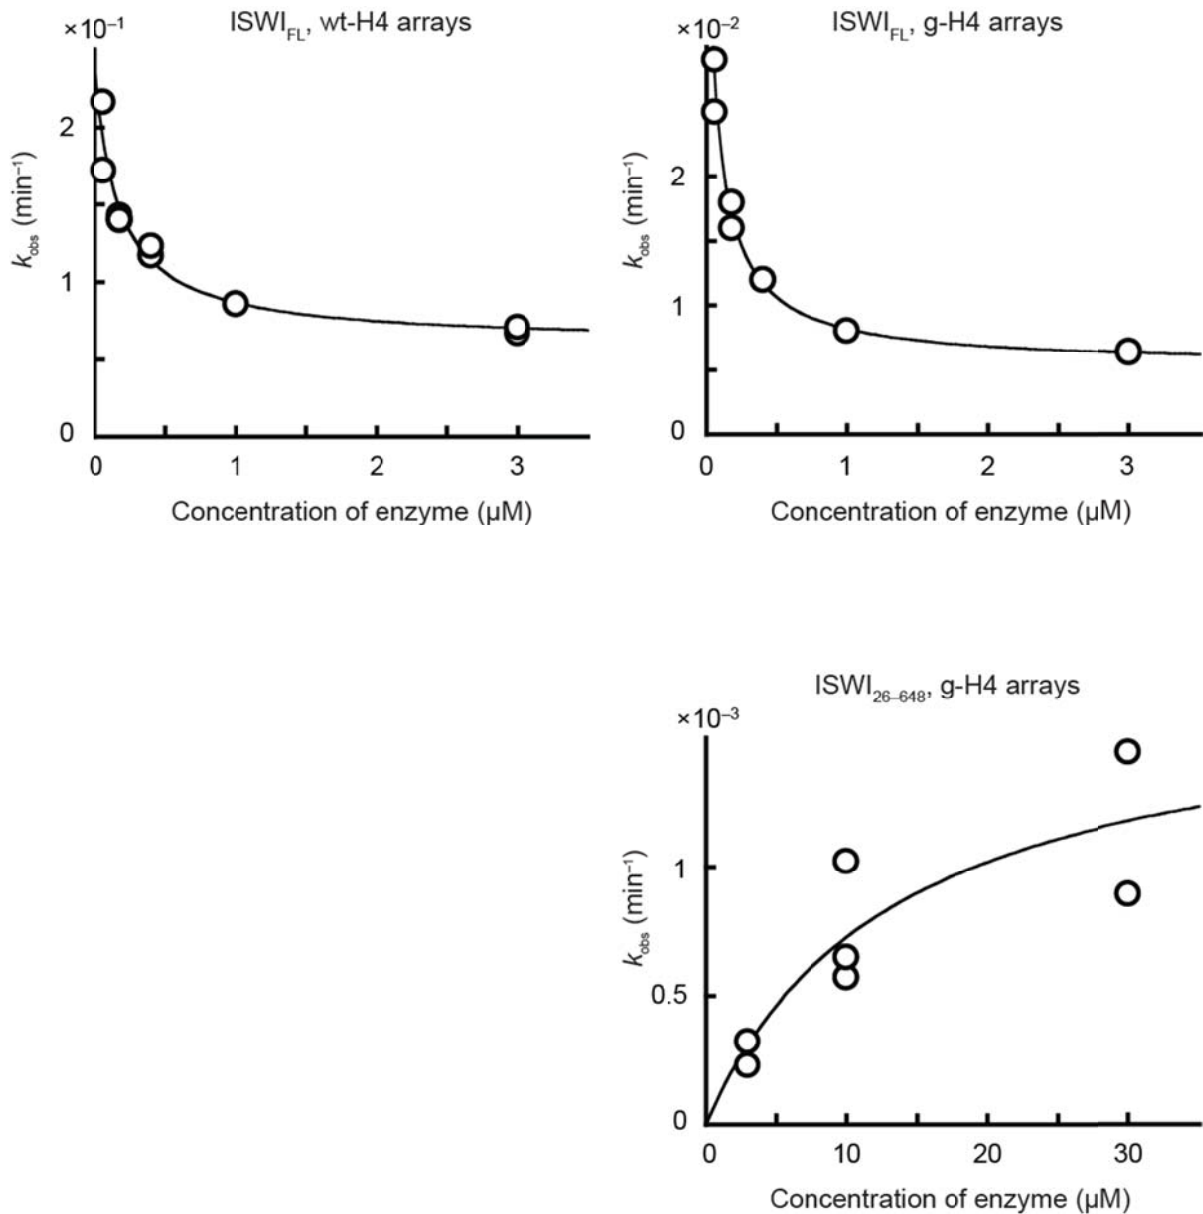 ×10⁻¹ ISWI_FL, wt-H4 arrays
2
1
0
k_obs (min⁻¹)
0 1 2 3
Concentration of enzyme (µM)
×10⁻² ISWI_FL, g-H4 arrays
2
1
0
k_obs (min⁻¹)
0 1 2 3
Concentration of enzyme (µM)
ISWI_26–648, g-H4 arrays
×10⁻³
1
0.5
0
k_obs (min⁻¹)
0 10 20 30
Concentration of enzyme (µM)